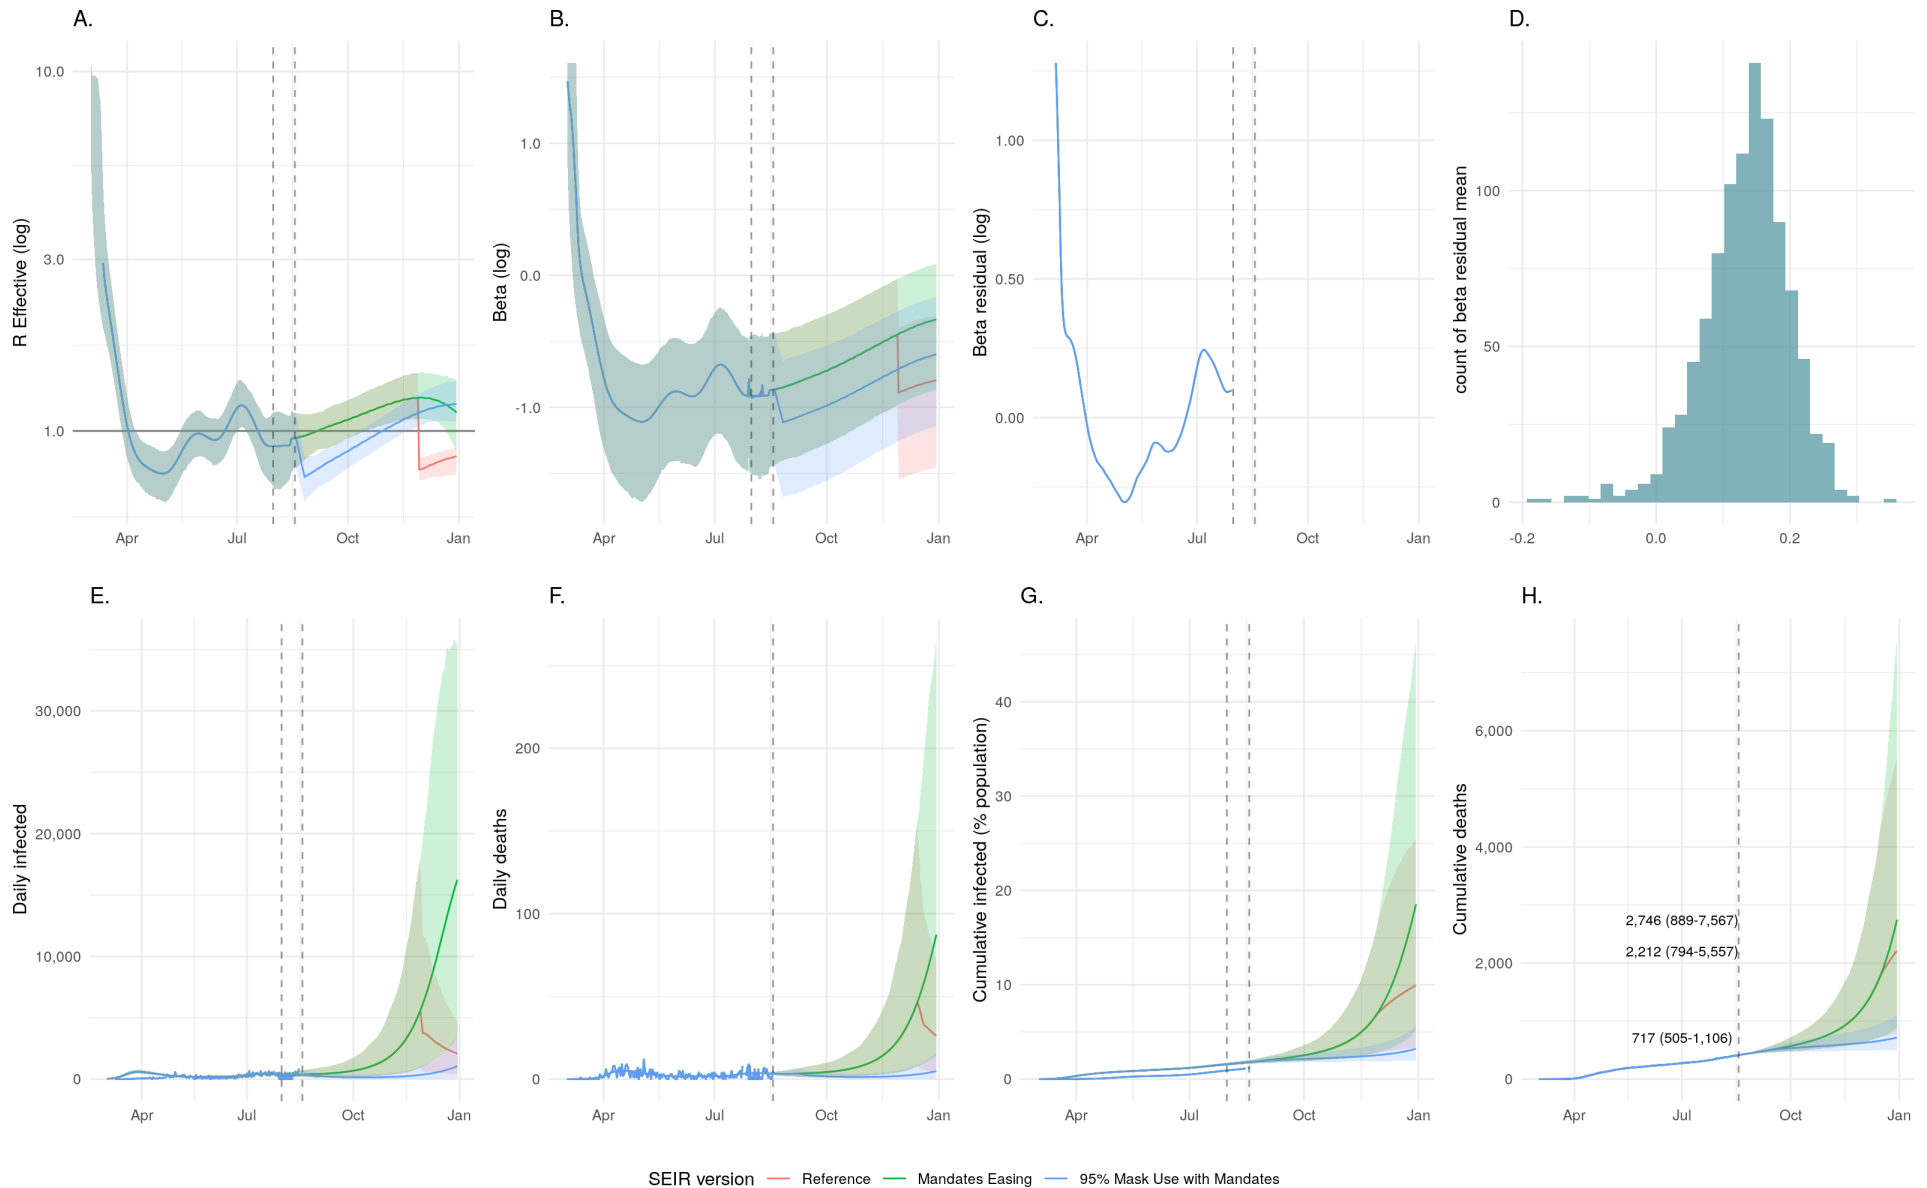 A.
B.
C.
D.
R Effective (log)
10.0
3.0
1.0
Apr
Jul
Oct
Jan
Beta (log)
1.0
0.0
-1.0
Apr
Jul
Oct
Jan
Beta residual (log)
1.00
0.50
0.00
Apr
Jul
Oct
Jan
count of beta residual mean
100
50
0
-0.2
0.0
0.2
E.
F.
G.
H.
Daily infected
30,000
20,000
10,000
0
Apr
Jul
Oct
Jan
Daily deaths
200
100
0
Apr
Jul
Oct
Jan
Cumulative infected (% population)
40
30
20
10
0
Apr
Jul
Oct
Jan
Cumulative deaths
6,000
4,000
2,000
0
2,746 (889-7,567)
2,212 (794-5,557)
717 (505-1,106)
Apr
Jul
Oct
Jan
SEIR version Reference Mandates Easing 95% Mask Use with Mandates